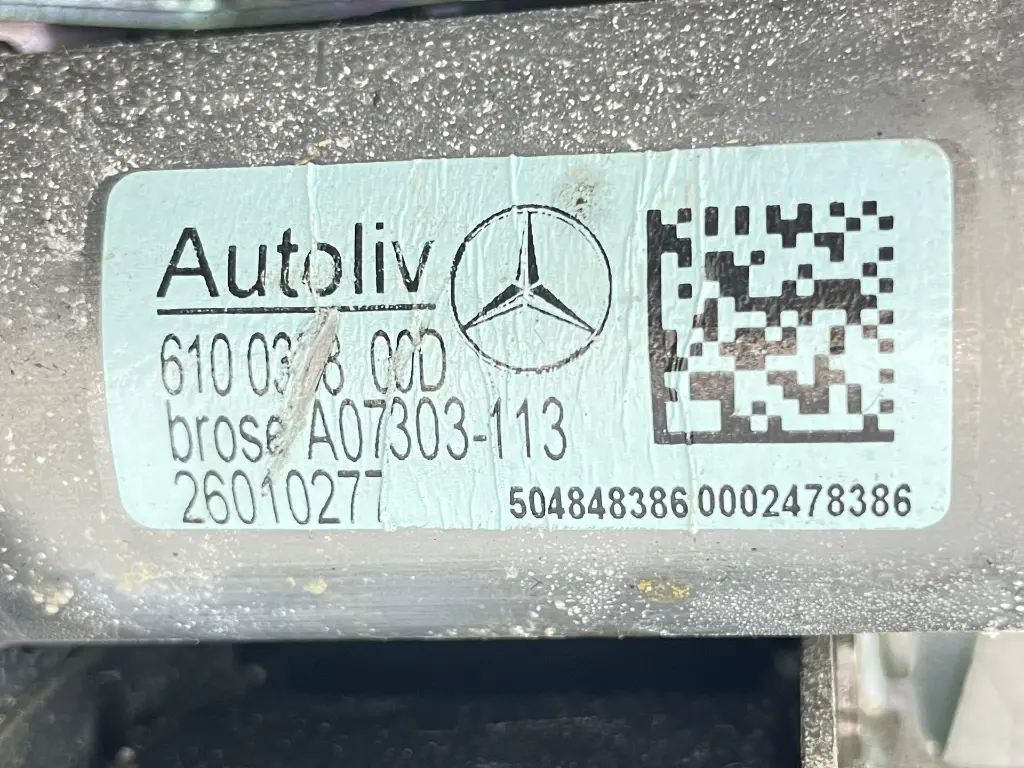 Autoliv
610 00D
brose A07303-113
26010277
504848386 0002478386